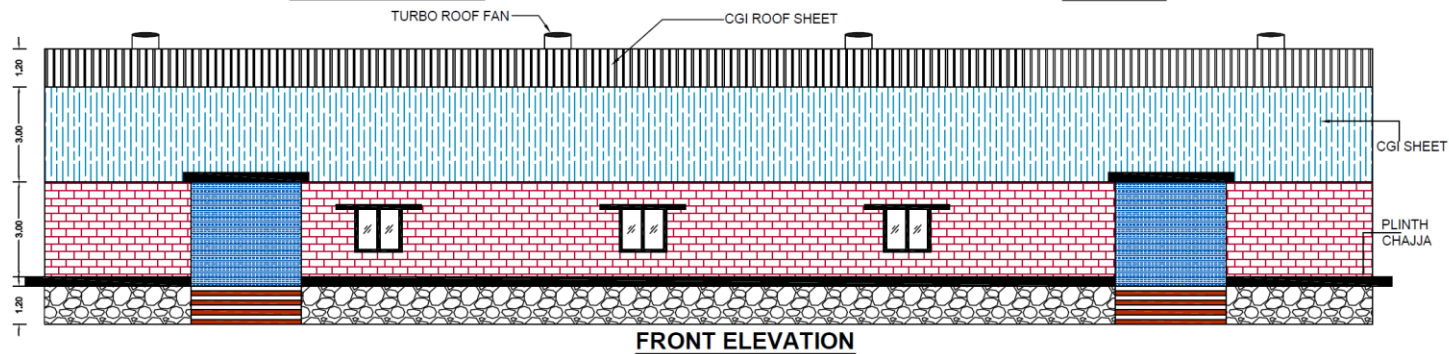 TURBO ROOF FAN
CGI ROOF SHEET
1.20
3.00
CGI SHEET
3.00
PLINTH
CHAJJA
1.20
FRONT ELEVATION